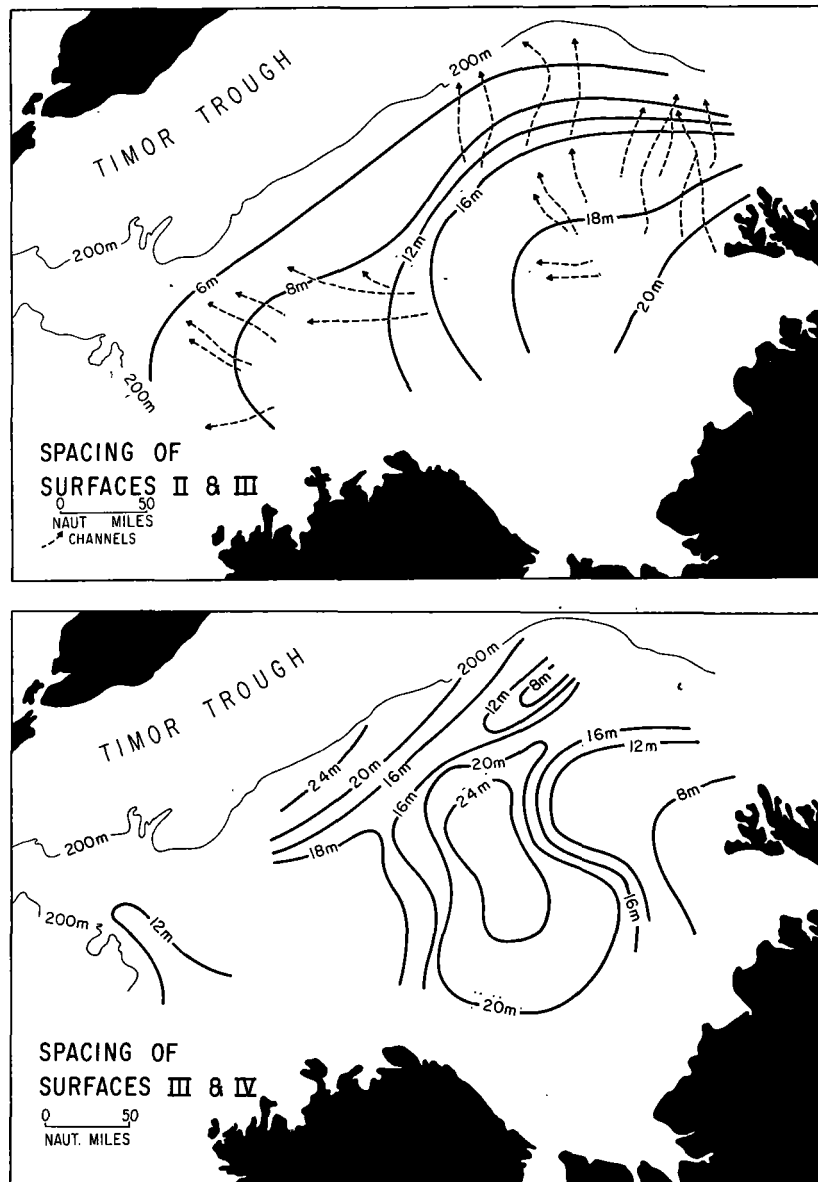 TIMOR TROUGH
200m
200m
200m
6m
8m
12m
16m
18m
20m
SPACING OF
SURFACES II & III
0 50
NAUT MILES
CHANNELS
TIMOR TROUGH
200m
12m
8m
24m
20m
16m
16m
20m
24m
16m
12m
8m
200m
18m
200m
12m
16m
20m
SPACING OF
SURFACES III & IV
0 50
NAUT. MILES